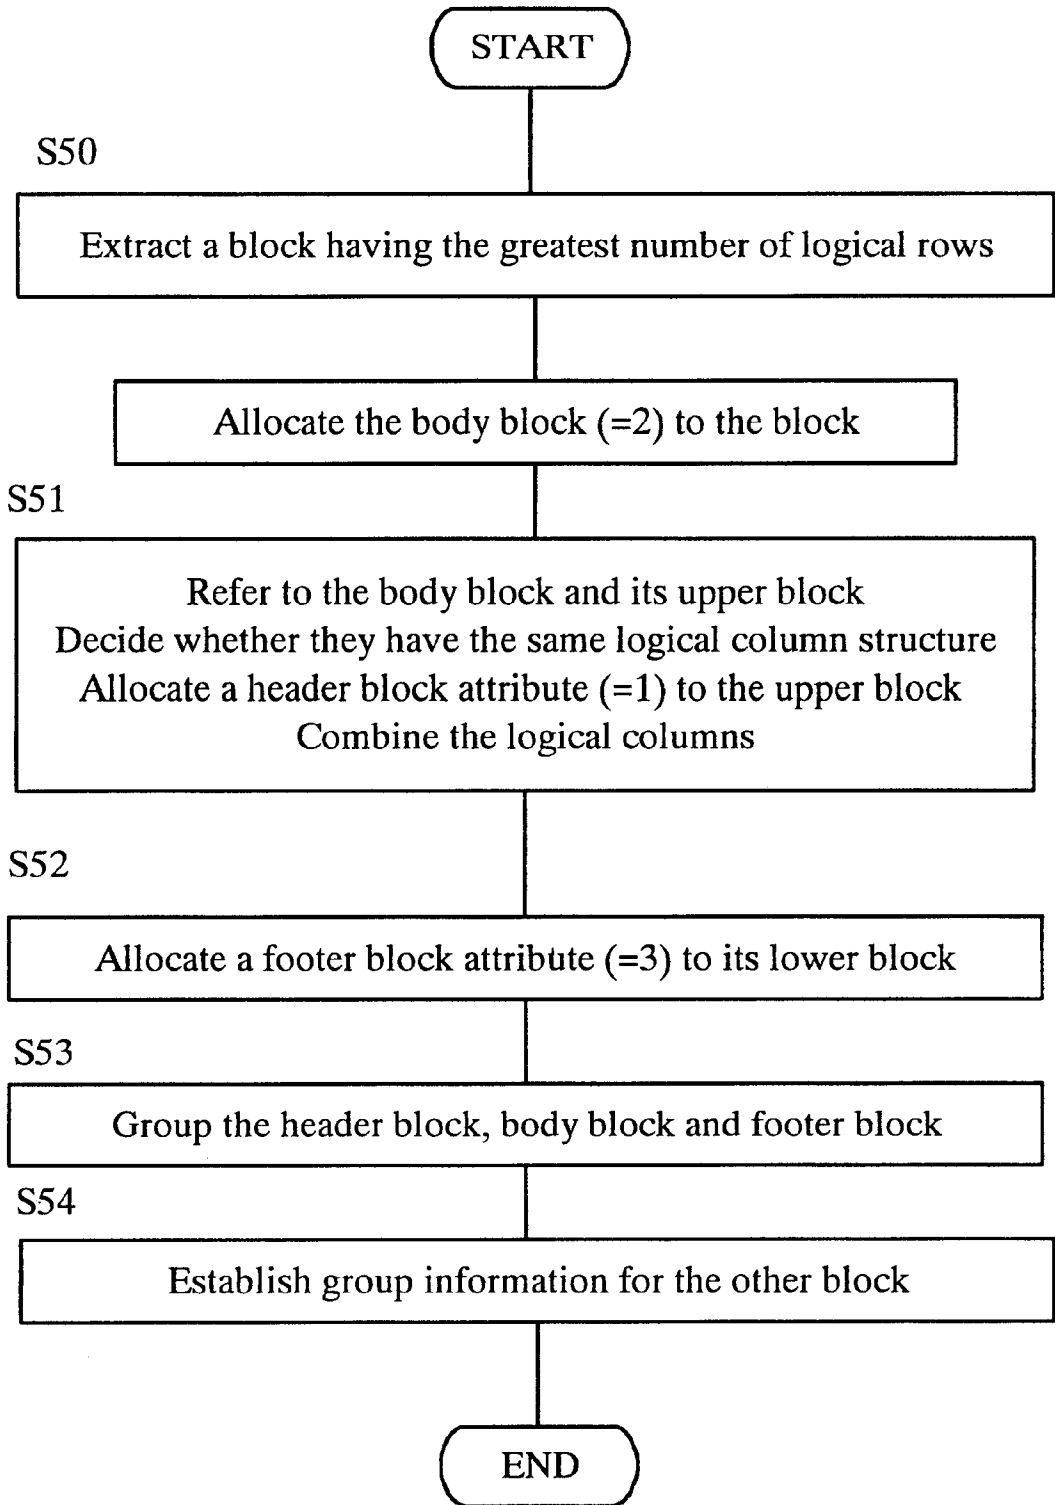 START
S50
Extract a block having the greatest number of logical rows
Allocate the body block (=2) to the block
S51
Refer to the body block and its upper block
Decide whether they have the same logical column structure
Allocate a header block attribute (=1) to the upper block
Combine the logical columns
S52
Allocate a footer block attribute (=3) to its lower block
S53
Group the header block, body block and footer block
S54
Establish group information for the other block
END